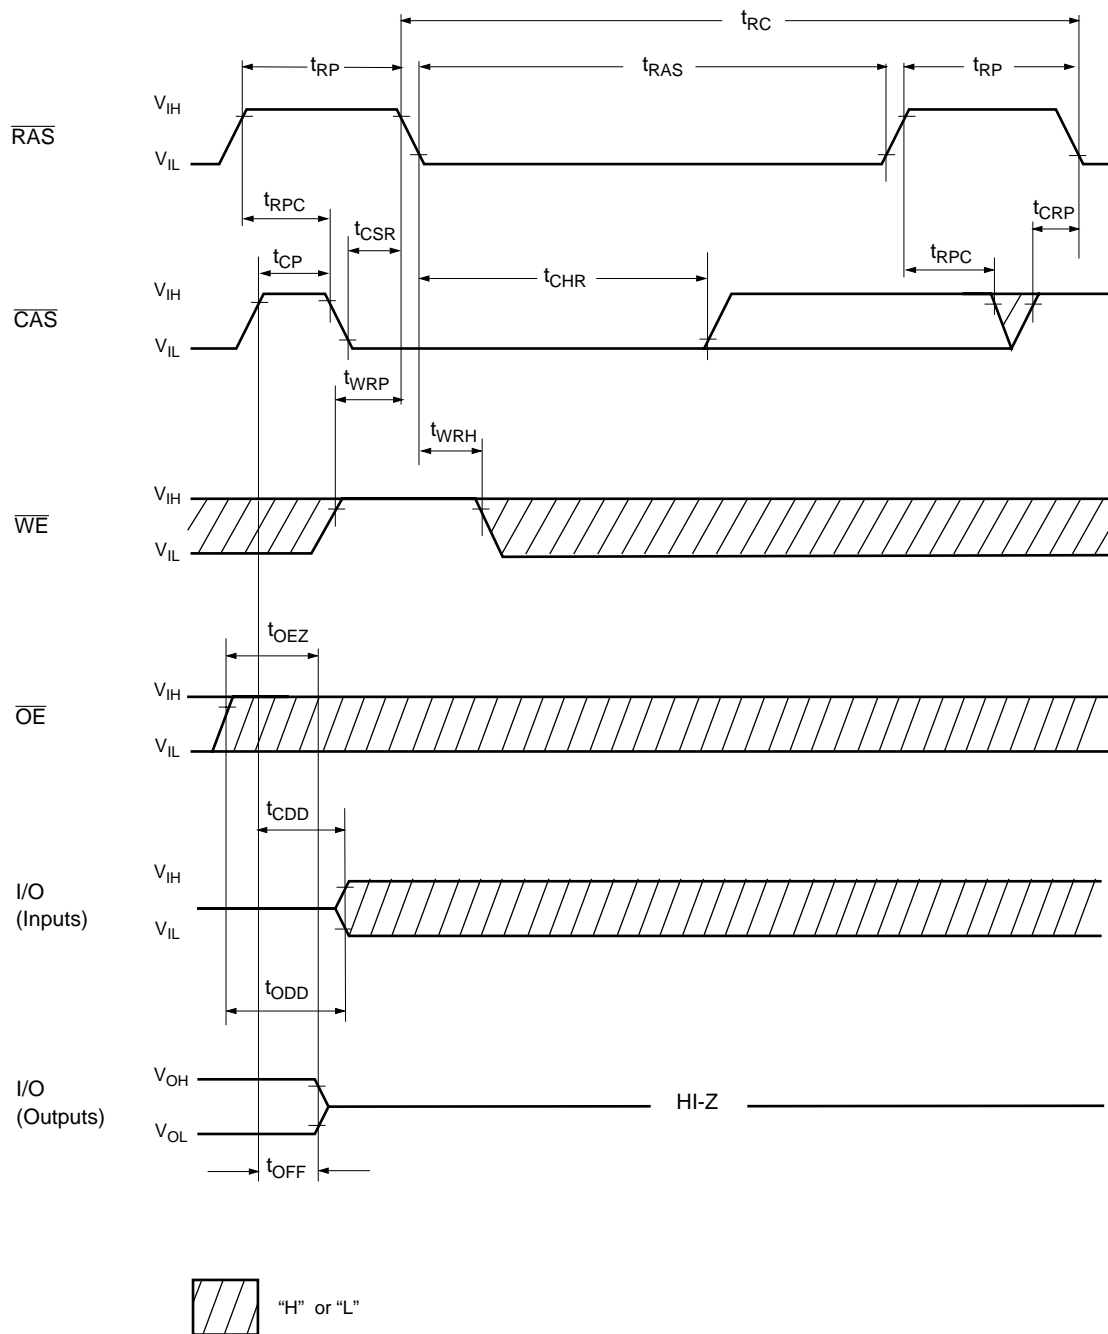 tRC
tRP tRAS tRP
VIH
RAS
VIL
tRPC tCRP
tCSR
tCP tRPC
tCHR
VIH
CAS
VIL
tWRP
tWRH
VIH
WE
VIL
tOEZ
VIH
OE
VIL
tCDD
VIH
I/O
(Inputs)
VIL
tODD
VOH
I/O
HI-Z
(Outputs)
VOL
tOFF
“H” or “L”